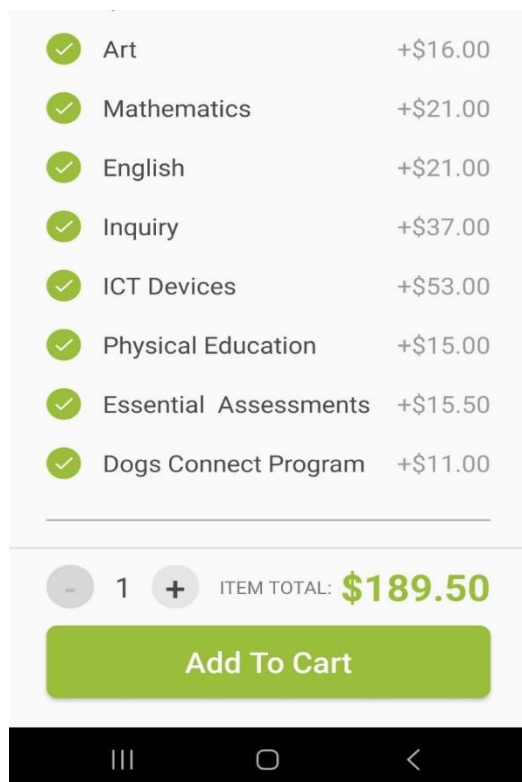 Art +$16.00
Mathematics +$21.00
English +$21.00
Inquiry +$37.00
ICT Devices +$53.00
Physical Education +$15.00
Essential Assessments +$15.50
Dogs Connect Program +$11.00
- 1 + ITEM TOTAL: $189.50
Add To Cart